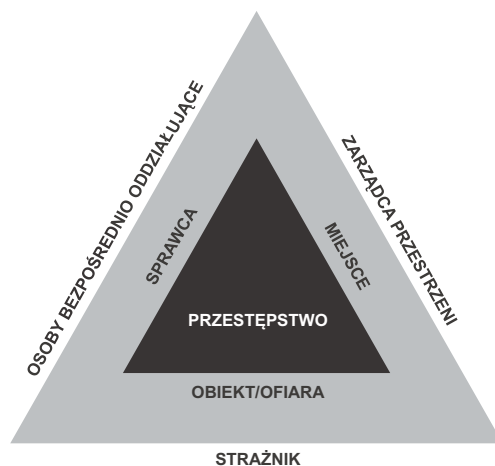 OSOBY BEZPOŚREDNIO ODDZIAŁUJĄCE
ZARZĄDCA PRZESTRZENI
SPRAWCA
MIEJSCE
PRZESTĘPSTWO
OBIEKT/OFIARA
STRAŻNIK